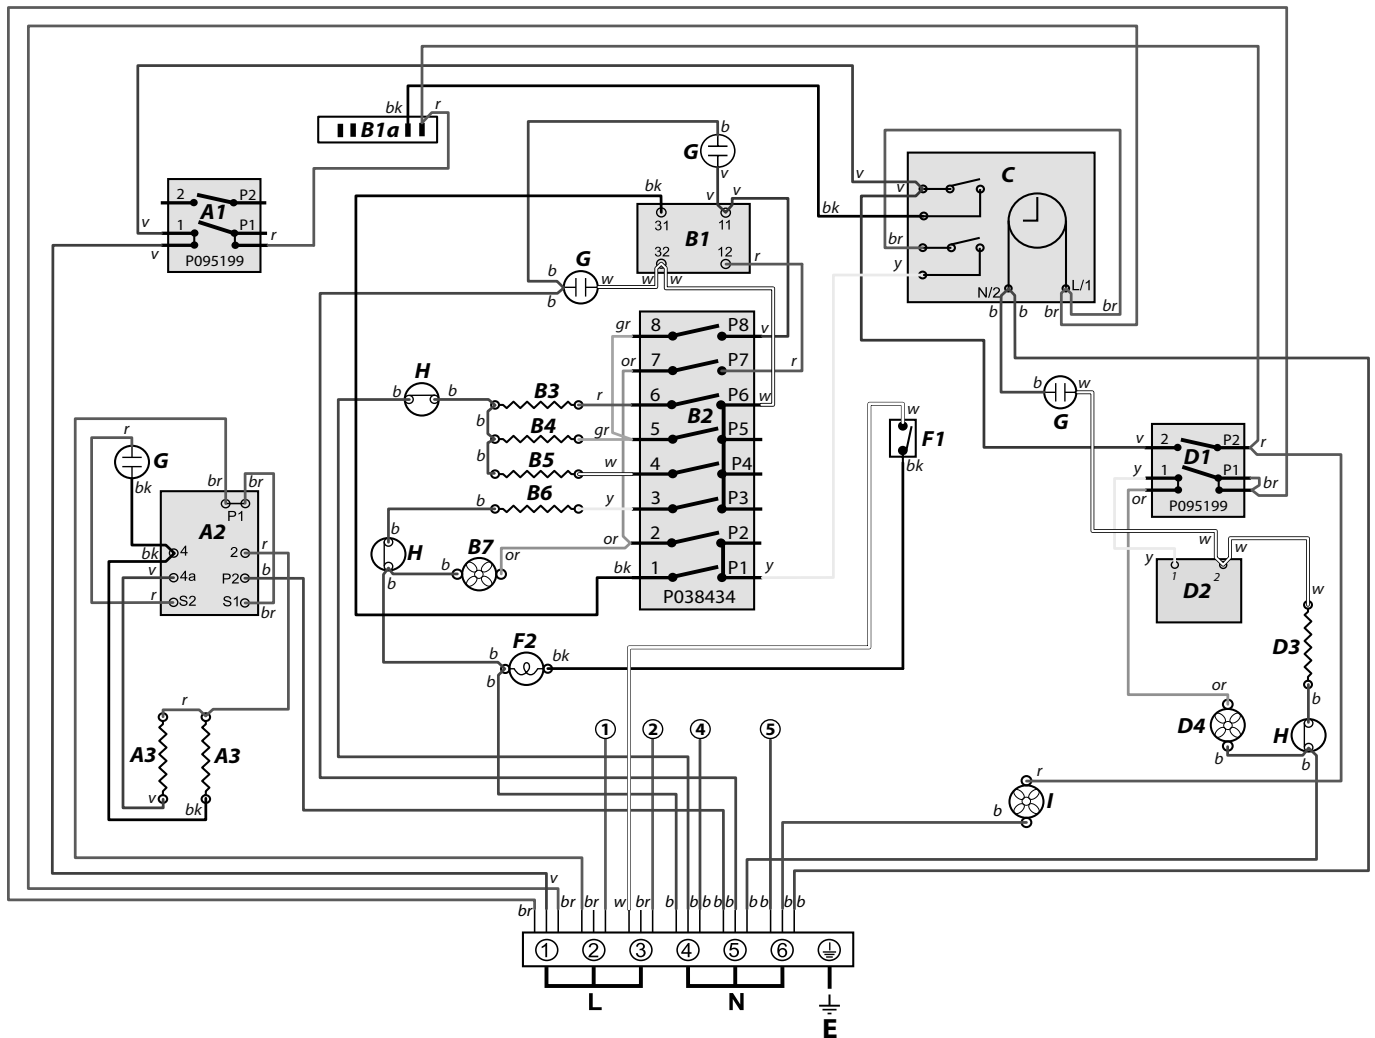 bk r
B1a
b
G
v
v v
bk
31 11
B1
32 12
w w
r
G
b
b
w
2 P2
A1
1 P1
v
v
r
P095199
v
v
C
bk
br
y
N/2 L/1
b b br
br
gr 8 P8 v
or 7 P7 r
H
b b
B3 r 6 P6 w
B2
b B4 gr 5 P5
b B5 w 4 P4
B6
b y 3 P3
or 2 P2
bk 1 P1 y
P038434
b
H
b
B7
b or
w
F1
bk
b w
G
v 2 P2 r
D1
y 1 P1 br
or
P095199
w w
y
1 2
D2
w
D3
b
r
G
bk
br br
P1
A2
bk 4 2 r
v 4a P2 b
r S2 S1
br
r
A3 A3
v bk
F2
b bk
b
or
D4
b
H
b
1 2 4 5
r
I
b
br v br br w br b b b b b b b b b
1 2 3 4 5 6
L N
E